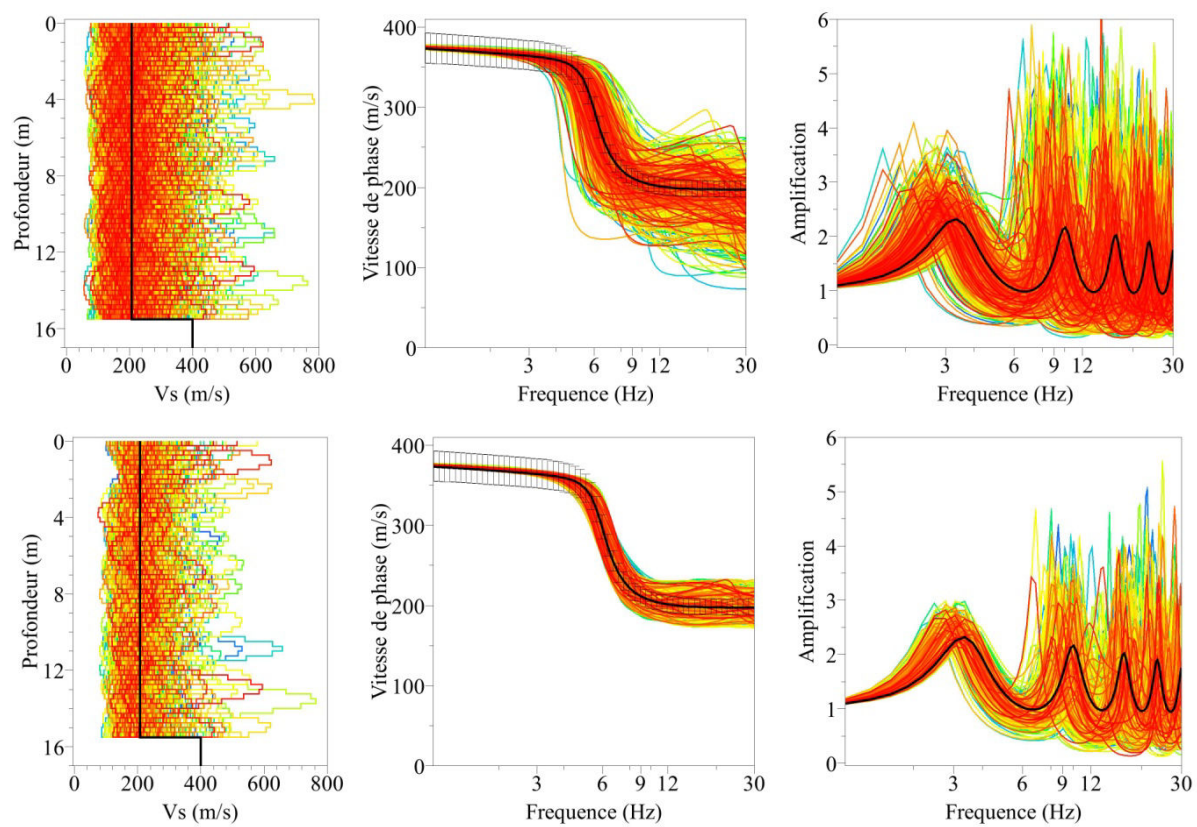 0
4
8
12
16
Profondeur (m)
0 200 400 600 800
Vs (m/s)
400
300
200
100
0
Vitesse de phase (m/s)
3 6 9 12 30
Frequence (Hz)
6
5
4
3
2
1
0
Amplification
3 6 9 12 30
Frequence (Hz)
0
4
8
12
16
Profondeur (m)
0 200 400 600 800
Vs (m/s)
400
300
200
100
0
Vitesse de phase (m/s)
3 6 9 12 30
Frequence (Hz)
6
5
4
3
2
1
0
Amplification
3 6 9 12 30
Frequence (Hz)